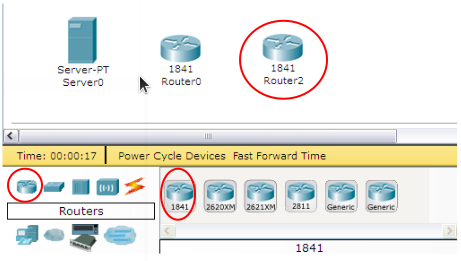 Server-PT
Server0
1841
Router0
1841
Router2
Time: 00:00:17
Power Cycle Devices Fast Forward Time
1841
2620XM
2621XM
2811
Generic
Generic
Routers
1841